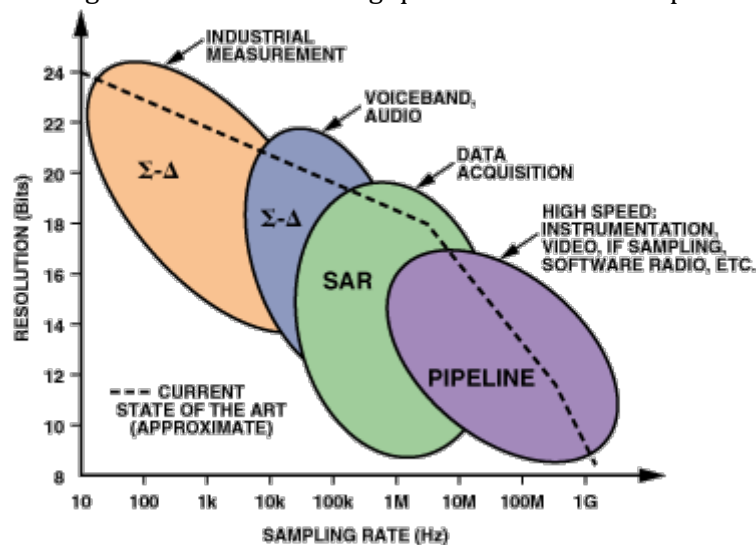 INDUSTRIAL
MEASUREMENT
VOICEBAND,
AUDIO
DATA
ACQUISITION
HIGH SPEED:
INSTRUMENTATION,
VIDEO, IF SAMPLING,
SOFTWARE RADIO, ETC.
RESOLUTION (Bits)
24
22
20
18
16
14
12
10
8
Σ-Δ
Σ-Δ
SAR
PIPELINE
CURRENT
STATE OF THE ART
(APPROXIMATE)
10 100 1k 10k 100k 1M 10M 100M 1G
SAMPLING RATE (Hz)